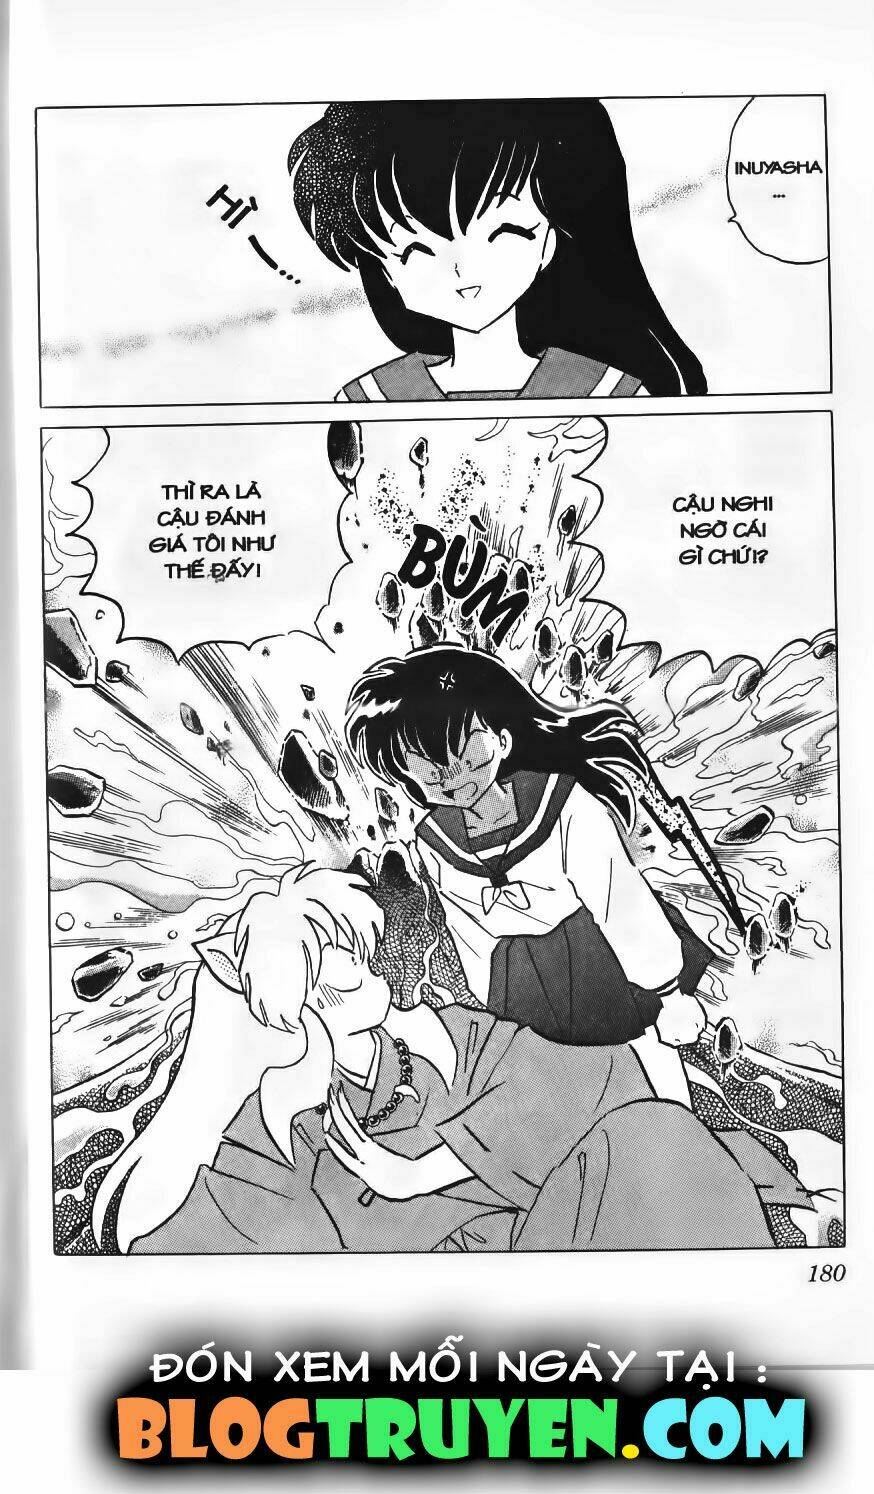 INUYASHA
...
HÌ —...
CẬU NGHI
NGỜ CÁI
GÌ CHỨ!?
THÌ RA LÀ
CẬU ĐÁNH
GIÁ TÔI NHƯ
THẾ ĐẤY!
BÙM
180
ĐÓN XEM MỖI NGÀY TẠI :
BLOGTRUYEN.COM